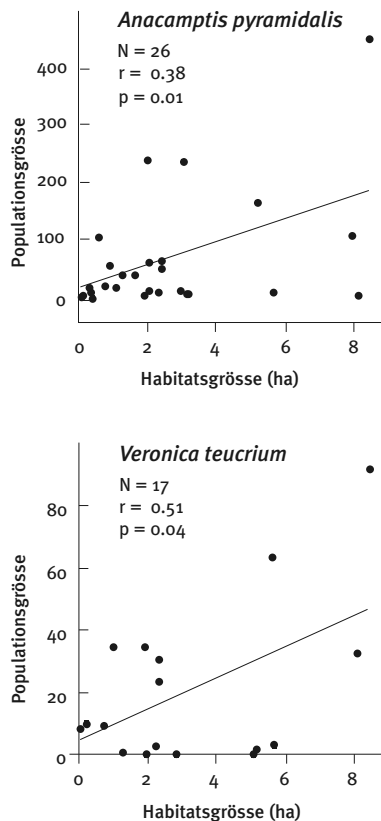 Anacamptis pyramidalis
N = 26
r = 0.38
p = 0.01
Populationsgrösse
400
300
200
100
0
0 2 4 6 8
Habitatsgrösse (ha)
Veronica teucrium
N = 17
r = 0.51
p = 0.04
Populationsgrösse
80
60
40
20
0
0 2 4 6 8
Habitatsgrösse (ha)